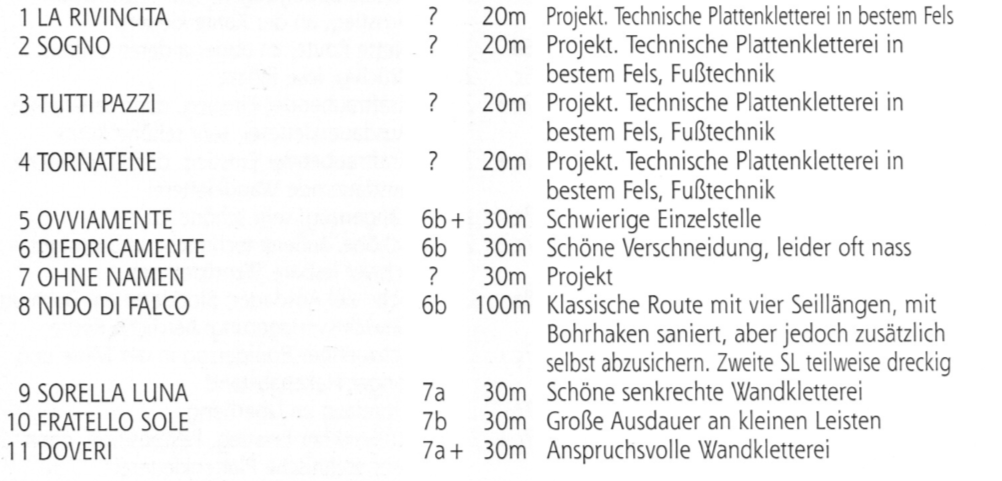 1 LA RIVINCITA ? 20m Projekt. Technische Plattenkletterei in bestem Fels
2 SOGNO ? 20m Projekt. Technische Plattenkletterei in
bestem Fels, Fußtechnik
3 TUTTI PAZZI ? 20m Projekt. Technische Plattenkletterei in
bestem Fels, Fußtechnik
4 TORNATENE ? 20m Projekt. Technische Plattenkletterei in
bestem Fels, Fußtechnik
5 OVVIAMENTE 6b+ 30m Schwierige Einzelstelle
6 DIEDRICAMENTE 6b 30m Schöne Verschneidung, leider oft nass
7 OHNE NAMEN ? 30m Projekt
8 NIDO DI FALCO 6b 100m Klassische Route mit vier Seillängen, mit
Bohrhaken saniert, aber jedoch zusätzlich
selbst abzusichern. Zweite SL teilweise dreckig
9 SORELLA LUNA 7a 30m Schöne senkrechte Wandkletterei
10 FRATELLO SOLE 7b 30m Große Ausdauer an kleinen Leisten
11 DOVERI 7a+ 30m Anspruchsvolle Wandkletterei